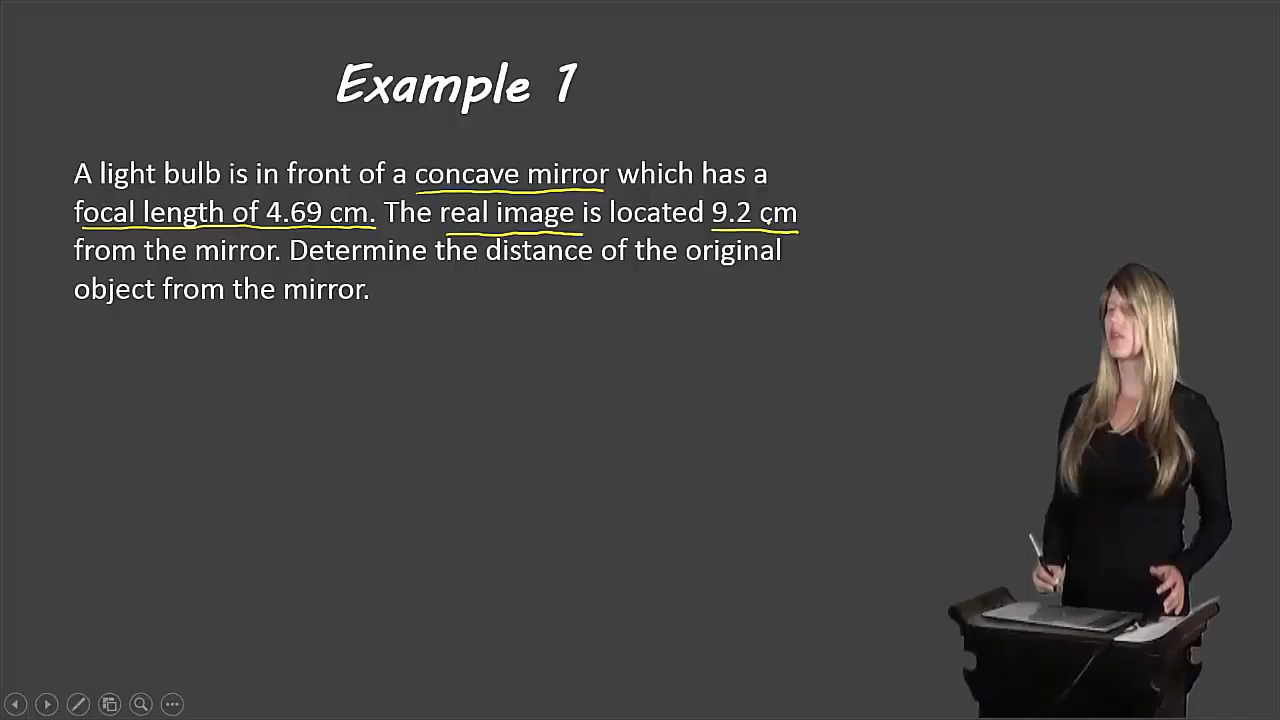 Example 1
A light bulb is in front of a concave mirror which has a
focal length of 4.69 cm. The real image is located 9.2 cm
from the mirror. Determine the distance of the original
object from the mirror.